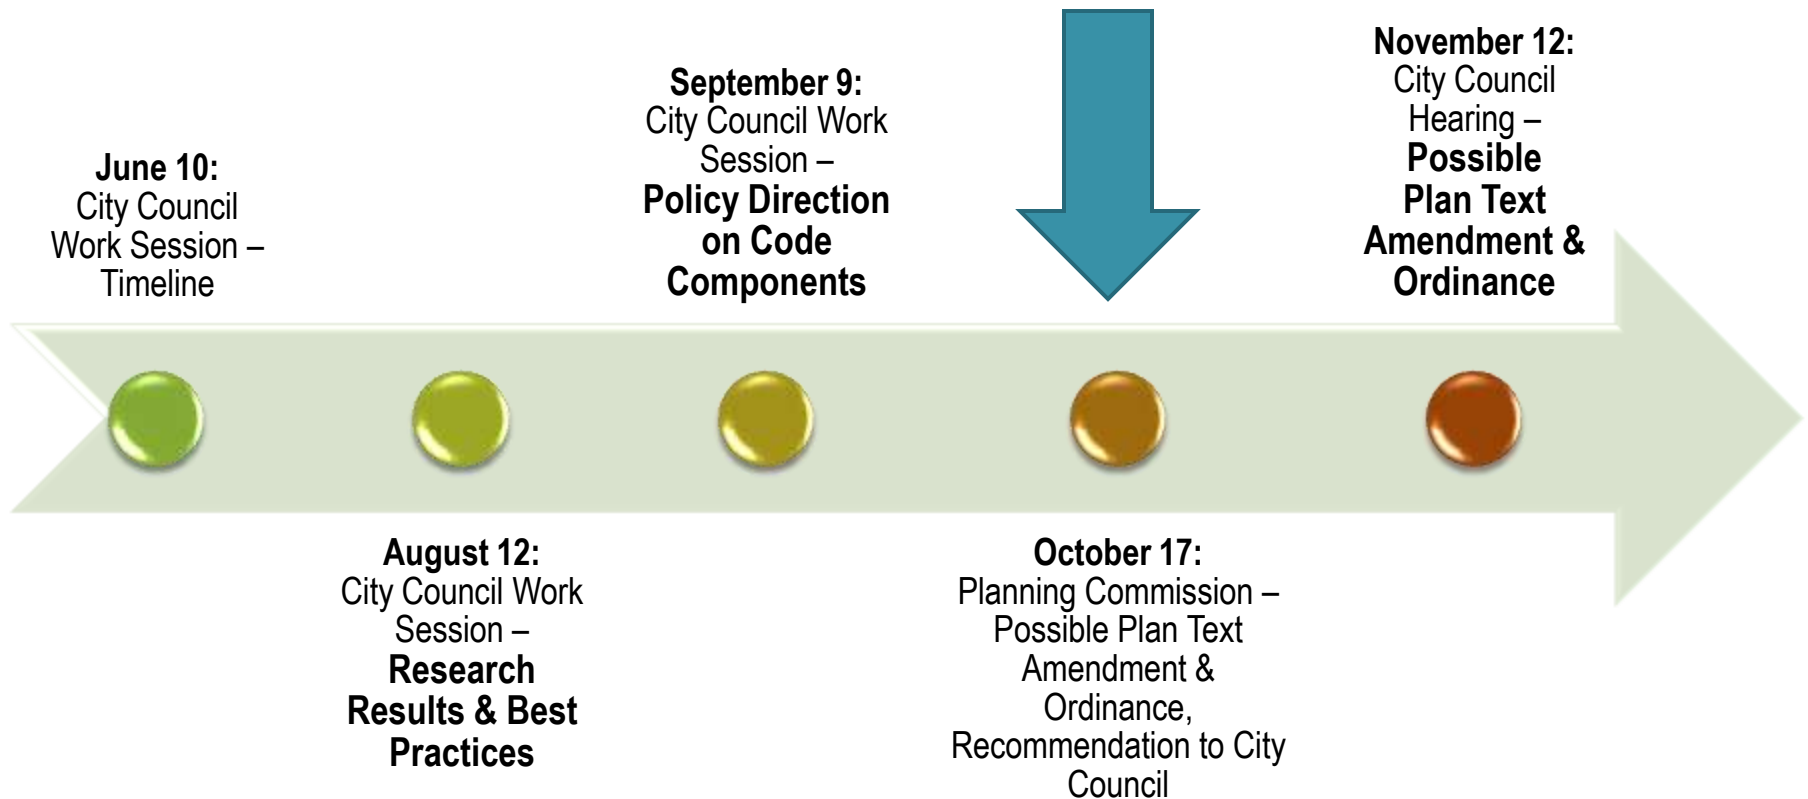 June 10:
City Council
Work Session –
Timeline
August 12:
City Council Work
Session –
Research
Results & Best
Practices
September 9:
City Council Work
Session –
Policy Direction
on Code
Components
October 17:
Planning Commission –
Possible Plan Text
Amendment &
Ordinance,
Recommendation to City
Council
November 12:
City Council
Hearing –
Possible
Plan Text
Amendment &
Ordinance